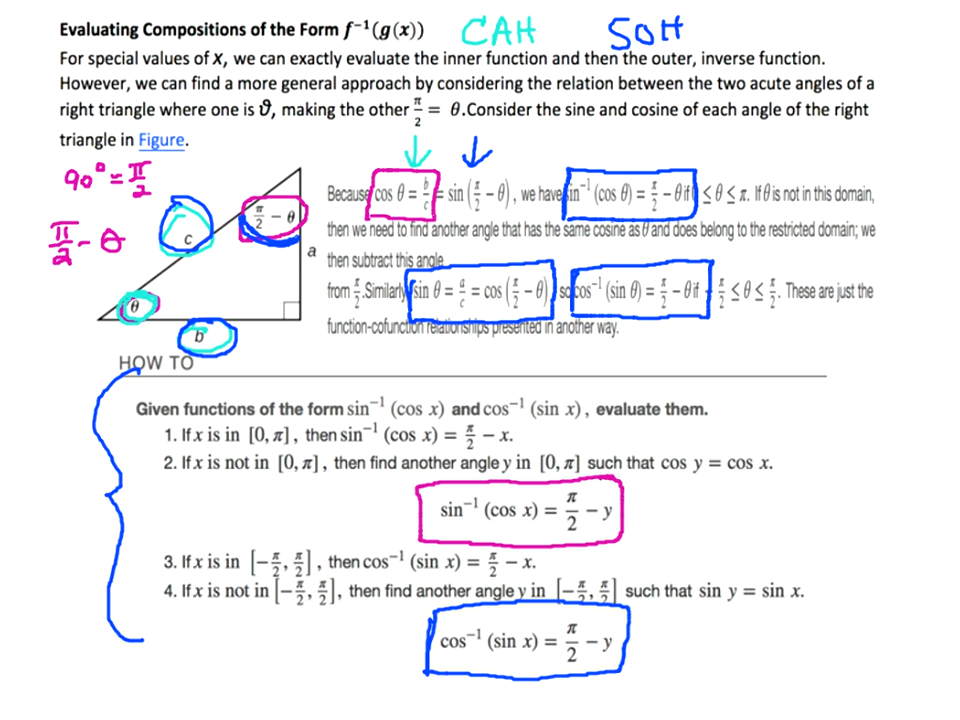 Evaluating Compositions of the Form f⁻¹(g(x)) CAH SOH
For special values of x, we can exactly evaluate the inner function and then the outer, inverse function.
However, we can find a more general approach by considering the relation between the two acute angles of a
right triangle where one is ϑ, making the other π/2 = θ.Consider the sine and cosine of each angle of the right
triangle in Figure.
90° = π/2
π/2 - θ
c
π/2 − θ
a
θ
b
Because cos θ = b/c = sin (π/2 − θ), we have in⁻¹ (cos θ) = π/2 − θ if ≤ θ ≤ π. If θ is not in this domain,
then we need to find another angle that has the same cosine as θ and does belong to the restricted domain; we
then subtract this angle
from π/2.Similarly sin θ = a/c = cos (π/2 − θ) so cos⁻¹ (sin θ) = π/2 − θ if − π/2 ≤ θ ≤ π/2. These are just the
function-cofunction relationships presented in another way.
HOW TO
Given functions of the form sin⁻¹ (cos x) and cos⁻¹ (sin x), evaluate them.
1. If x is in [0, π], then sin⁻¹ (cos x) = π/2 − x.
2. If x is not in [0, π], then find another angle y in [0, π] such that cos y = cos x.
sin⁻¹ (cos x) = π/2 − y
3. If x is in [−π/2, π/2], then cos⁻¹ (sin x) = π/2 − x.
4. If x is not in [−π/2, π/2], then find another angle y in [−π/2, π/2] such that sin y = sin x.
cos⁻¹ (sin x) = π/2 − y